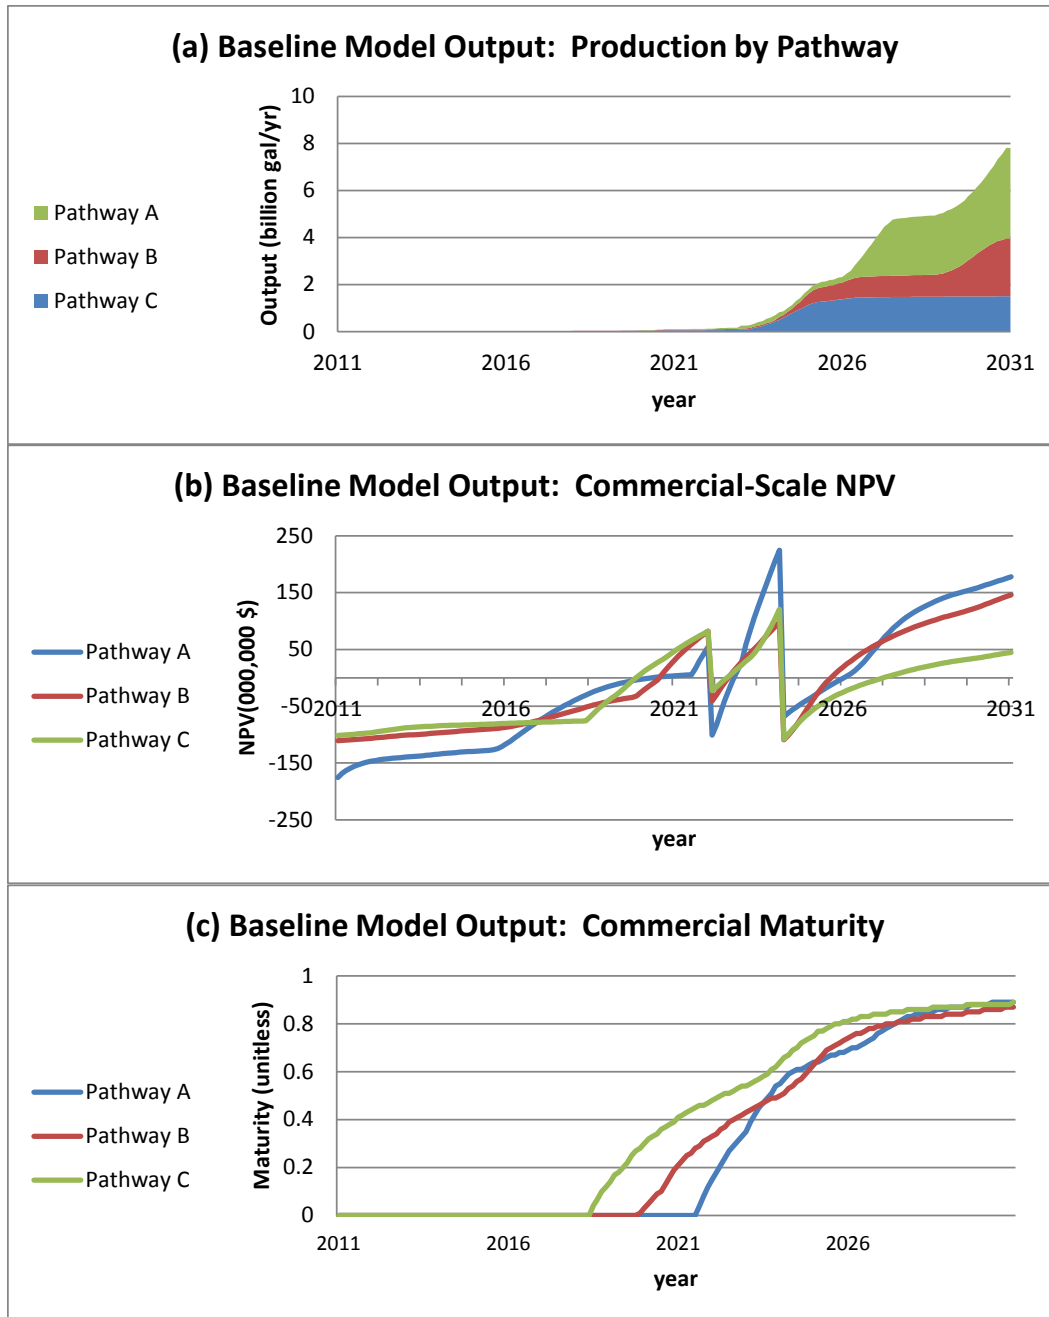 (a) Baseline Model Output:  Production by Pathway
Output (billion gal/yr)
10
8
6
4
2
0
Pathway A
Pathway B
Pathway C
2011 2016 2021 2026 2031
year
(b) Baseline Model Output:  Commercial-Scale NPV
NPV(000,000 $)
250
150
50
-50
-150
-250
Pathway A
Pathway B
Pathway C
2011 2016 2021 2026 2031
year
(c) Baseline Model Output:  Commercial Maturity
Maturity (unitless)
1
0.8
0.6
0.4
0.2
0
Pathway A
Pathway B
Pathway C
2011 2016 2021 2026
year